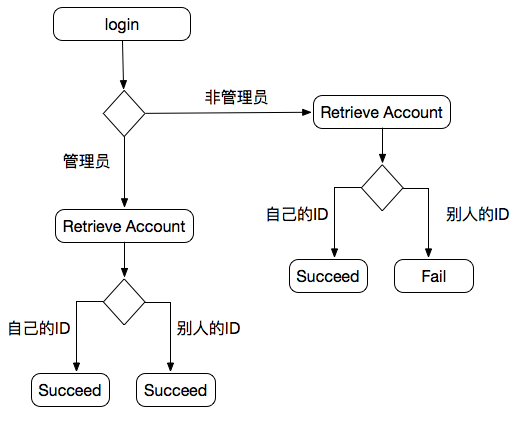 login
非管理员
Retrieve Account
管理员
自己的ID
别人的ID
Retrieve Account
Succeed
Fail
自己的ID
别人的ID
Succeed
Succeed